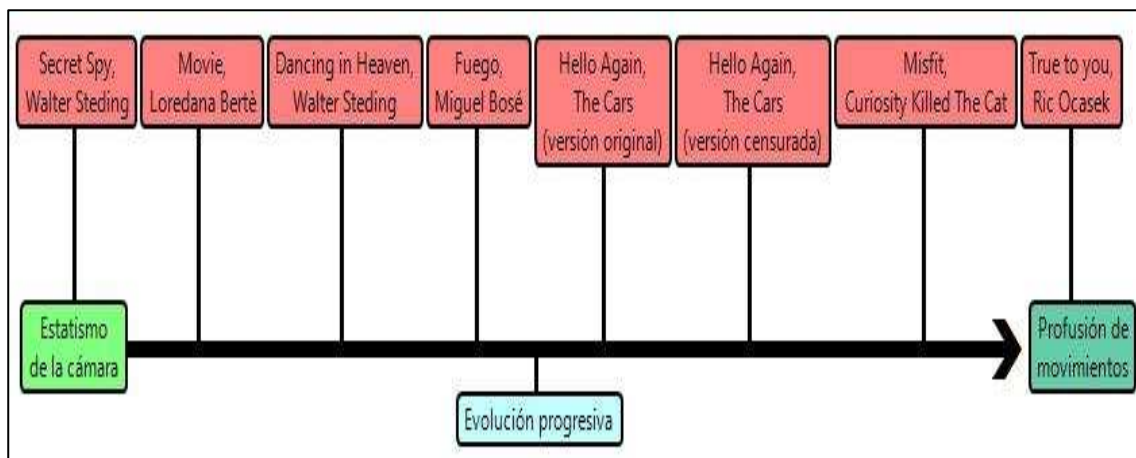 Secret Spy,
Walter Steding
Movie,
Loredana Bertè
Dancing in Heaven,
Walter Steding
Fuego,
Miguel Bosé
Hello Again,
The Cars
(versión original)
Hello Again,
The Cars
(versión censurada)
Misfit,
Curiosity Killed The Cat
True to you,
Ric Ocasek
Estatismo
de la cámara
Profusión de
movimientos
Evolución progresiva